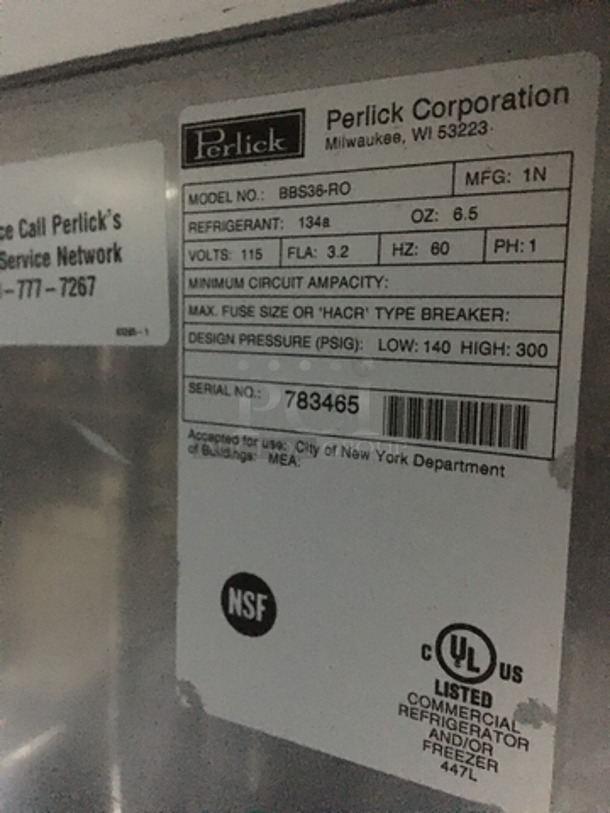 Perlick
Perlick Corporation
Milwaukee, WI 53223
MODEL NO.: BBS36-RO
MFG: 1N
REFRIGERANT: 134a
OZ: 6.5
VOLTS: 115
FLA: 3.2
HZ: 60
PH: 1
MINIMUM CIRCUIT AMPACITY:
MAX. FUSE SIZE OR 'HACR' TYPE BREAKER:
DESIGN PRESSURE (PSIG): LOW: 140 HIGH: 300
SERIAL NO.: 783465
Accepted for use: City of New York Department
of Buildings: MEA:
NSF
C UL US
LISTED
COMMERCIAL
REFRIGERATOR
AND/OR
FREEZER
447L
Call Perlick's
Service Network
-777-7267